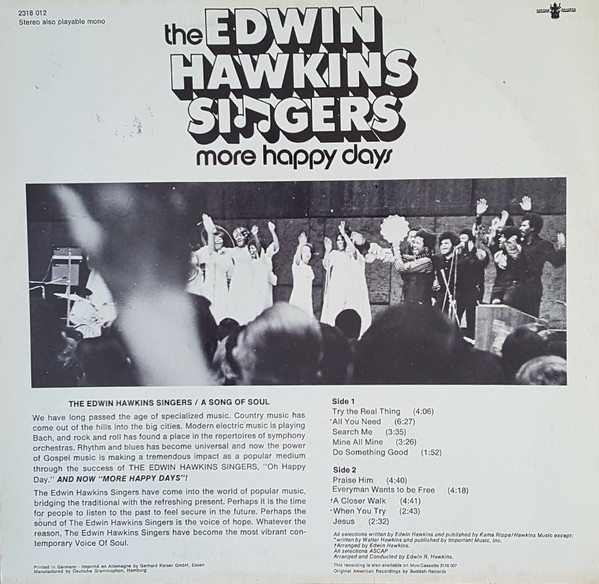 2318 012
Stereo also playable mono
BUDDAH RECORDS
the EDWIN
HAWKINS
SINGERS
more happy days
THE EDWIN HAWKINS SINGERS / A SONG OF SOUL
We have long passed the age of specialized music. Country music has
come out of the hills into the big cities. Modern electric music is playing
Bach, and rock and roll has found a place in the repertoires of symphony
orchestras. Rhythm and blues has become universal and now the power
of Gospel music is making a tremendous impact as a popular medium
through the success of THE EDWIN HAWKINS SINGERS, "Oh Happy
Day." AND NOW "MORE HAPPY DAYS"!
The Edwin Hawkins Singers have come into the world of popular music,
bridging the traditional with the refreshing present. Perhaps it is the time
for people to listen to the past to feel secure in the future. Perhaps the
sound of The Edwin Hawkins Singers is the voice of hope. Whatever the
reason, The Edwin Hawkins Singers have become the most vibrant con-
temporary Voice Of Soul.
Side 1
Try the Real Thing (4:06)
*All You Need (6:27)
Search Me (3:35)
Mine All Mine (3:26)
Do Something Good (1:52)
Side 2
Praise Him (4:40)
Everyman Wants to be Free (4:18)
†A Closer Walk (4:41)
*When You Try (2:43)
Jesus (2:32)
All selections written by Edwin Hawkins and published by Kama Rippa/Hawkins Music except:
*written by Walter Hawkins and published by Important Music, Inc.
†Arranged by Edwin Hawkins.
All selections ASCAP
Arranged and Conducted by Edwin R. Hawkins.
This recording is also available on MusiCassette 3116 007
Original American Recordings by Buddah Records
Printed in Germany - Imprimé en Allemagne by Gerhard Kaiser GmbH, Essen
Manufactured by Deutsche Grammophon, Hamburg